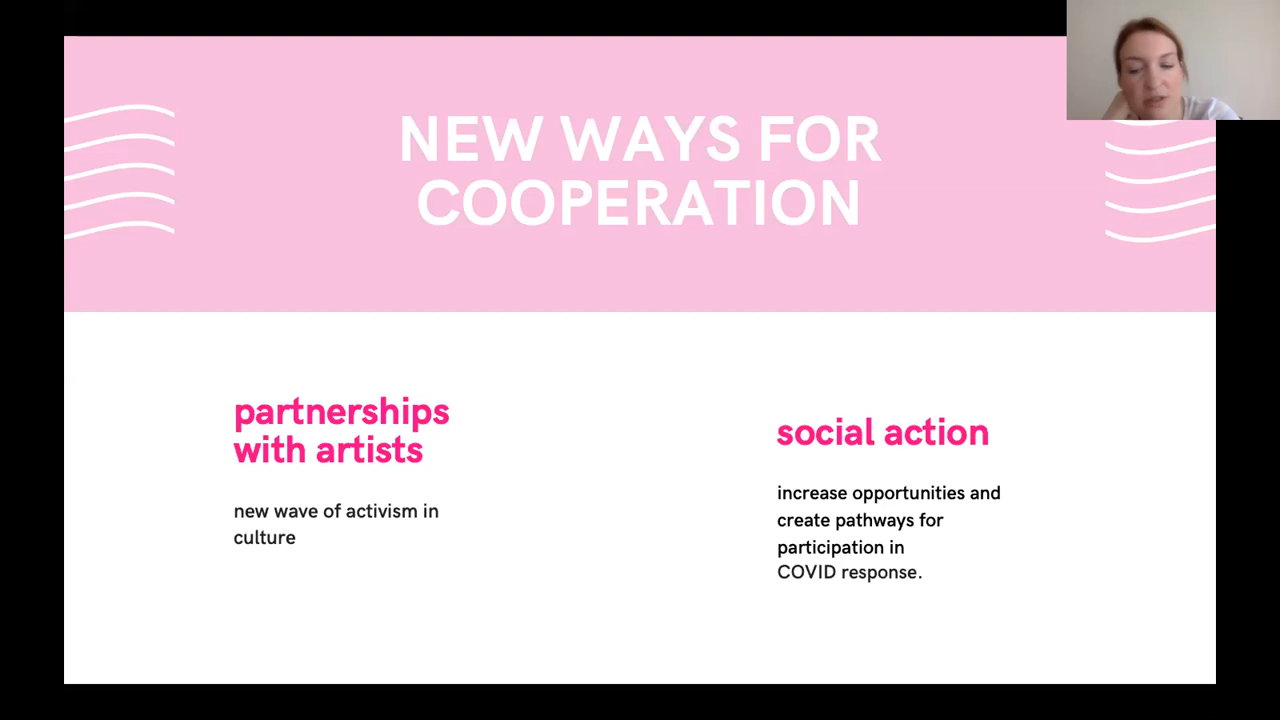 NEW WAYS FOR
COOPERATION
partnerships
with artists
new wave of activism in
culture
social action
increase opportunities and
create pathways for
participation in
COVID response.